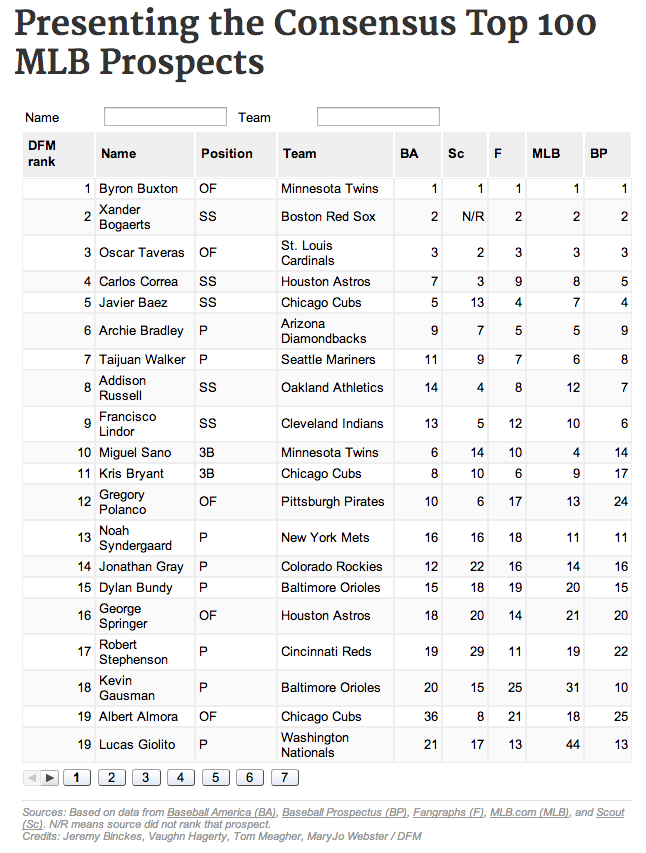 Presenting the Consensus Top 100
MLB Prospects
Name Team
DFM
rank Name Position Team BA Sc F MLB BP
1 Byron Buxton OF Minnesota Twins 1 1 1 1 1
2 Xander
Bogaerts SS Boston Red Sox 2 N/R 2 2 2
3 Oscar Taveras OF St. Louis
Cardinals 3 2 3 3 3
4 Carlos Correa SS Houston Astros 7 3 9 8 5
5 Javier Baez SS Chicago Cubs 5 13 4 7 4
6 Archie Bradley P Arizona
Diamondbacks 9 7 5 5 9
7 Taijuan Walker P Seattle Mariners 11 9 7 6 8
8 Addison
Russell SS Oakland Athletics 14 4 8 12 7
9 Francisco
Lindor SS Cleveland Indians 13 5 12 10 6
10 Miguel Sano 3B Minnesota Twins 6 14 10 4 14
11 Kris Bryant 3B Chicago Cubs 8 10 6 9 17
12 Gregory
Polanco OF Pittsburgh Pirates 10 6 17 13 24
13 Noah
Syndergaard P New York Mets 16 16 18 11 11
14 Jonathan Gray P Colorado Rockies 12 22 16 14 16
15 Dylan Bundy P Baltimore Orioles 15 18 19 20 15
16 George
Springer OF Houston Astros 18 20 14 21 20
17 Robert
Stephenson P Cincinnati Reds 19 29 11 19 22
18 Kevin
Gausman P Baltimore Orioles 20 15 25 31 10
19 Albert Almora OF Chicago Cubs 36 8 21 18 25
19 Lucas Giolito P Washington
Nationals 21 17 13 44 13
1 2 3 4 5 6 7
Sources: Based on data from Baseball America (BA), Baseball Prospectus (BP), Fangraphs (F), MLB.com (MLB), and Scout
(Sc). N/R means source did not rank that prospect.
Credits: Jeremy Binckes, Vaughn Hagerty, Tom Meagher, MaryJo Webster / DFM